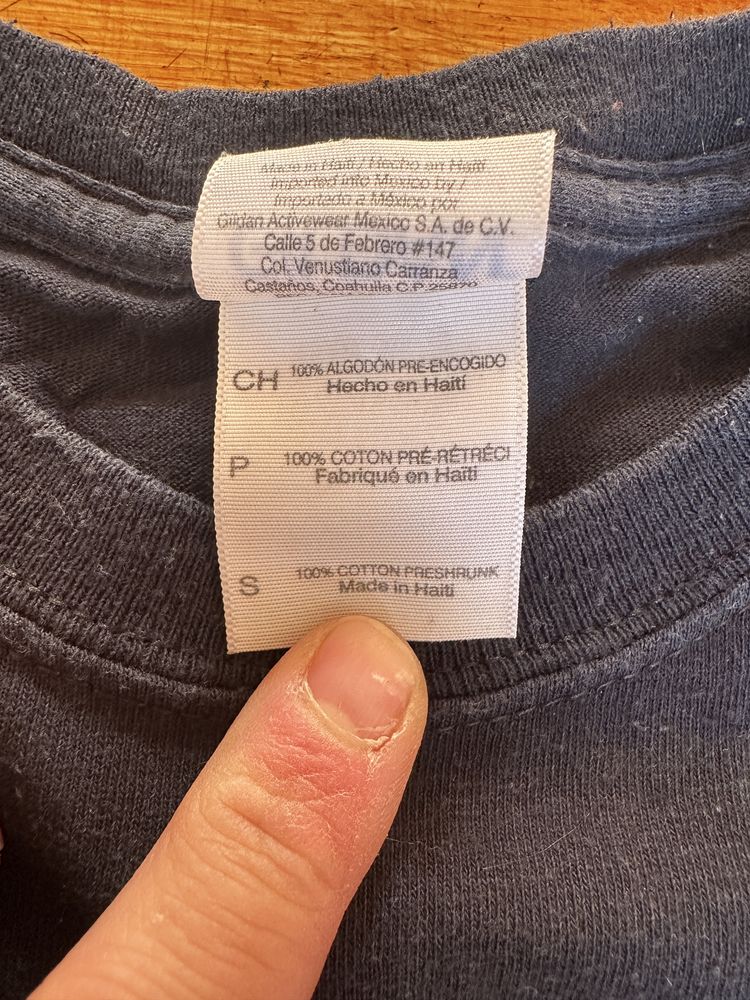 Made in Haiti / Hecho en Haití
Imported into Mexico by /
Importado a México por
Gildan Activewear Mexico S.A. de C.V.
Calle 5 de Febrero #147
Col. Venustiano Carranza
Castaños, Coahuila C.P. 25870
CH 100% ALGODÓN PRE-ENCOGIDO
Hecho en Haití
P 100% COTON PRÉ-RÉTRÉCI
Fabriqué en Haïti
S 100% COTTON PRESHRUNK
Made in Haiti